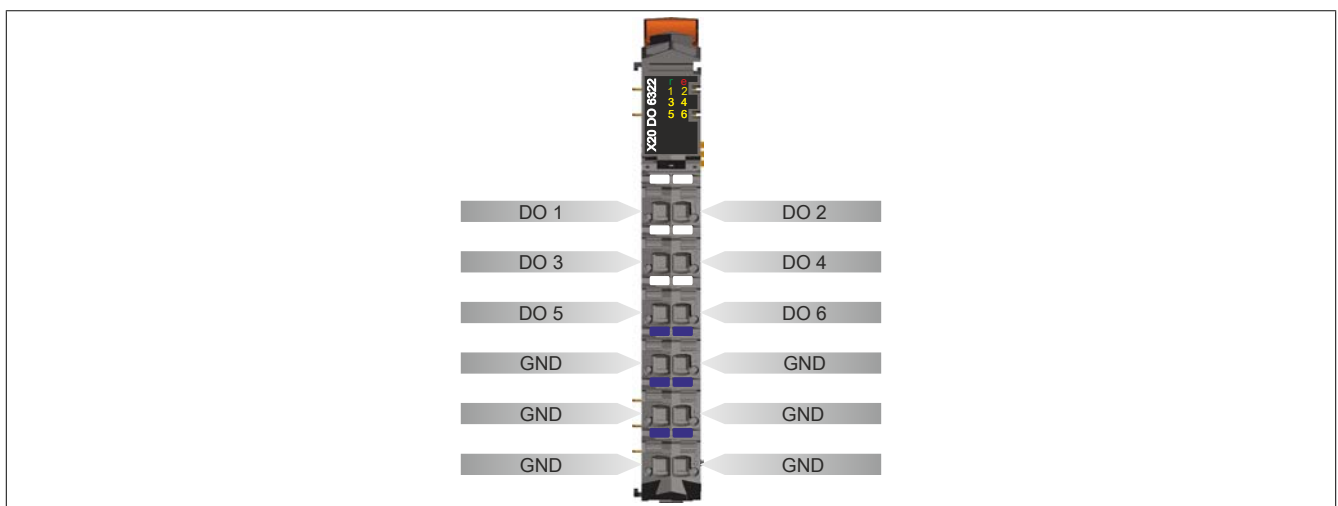 X20 DO 6322
r e
1 2
3 4
5 6
DO 1 DO 2
DO 3 DO 4
DO 5 DO 6
GND GND
GND GND
GND GND